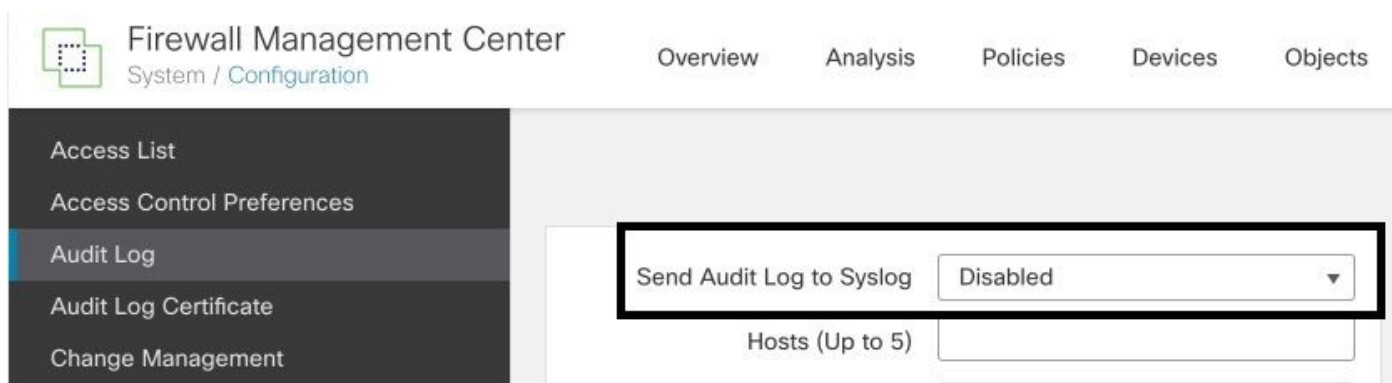 Firewall Management Center
System / Configuration
Overview Analysis Policies Devices Objects
Access List
Access Control Preferences
Audit Log
Audit Log Certificate
Change Management
Send Audit Log to Syslog Disabled
Hosts (Up to 5)